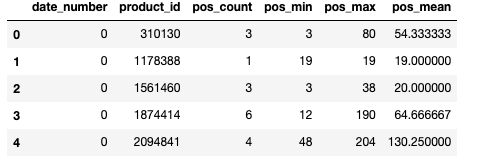 date_number product_id pos_count pos_min pos_max pos_mean
0 0 310130 3 3 80 54.333333
1 0 1178388 1 19 19 19.000000
2 0 1561460 3 3 38 20.000000
3 0 1874414 6 12 190 64.666667
4 0 2094841 4 48 204 130.250000